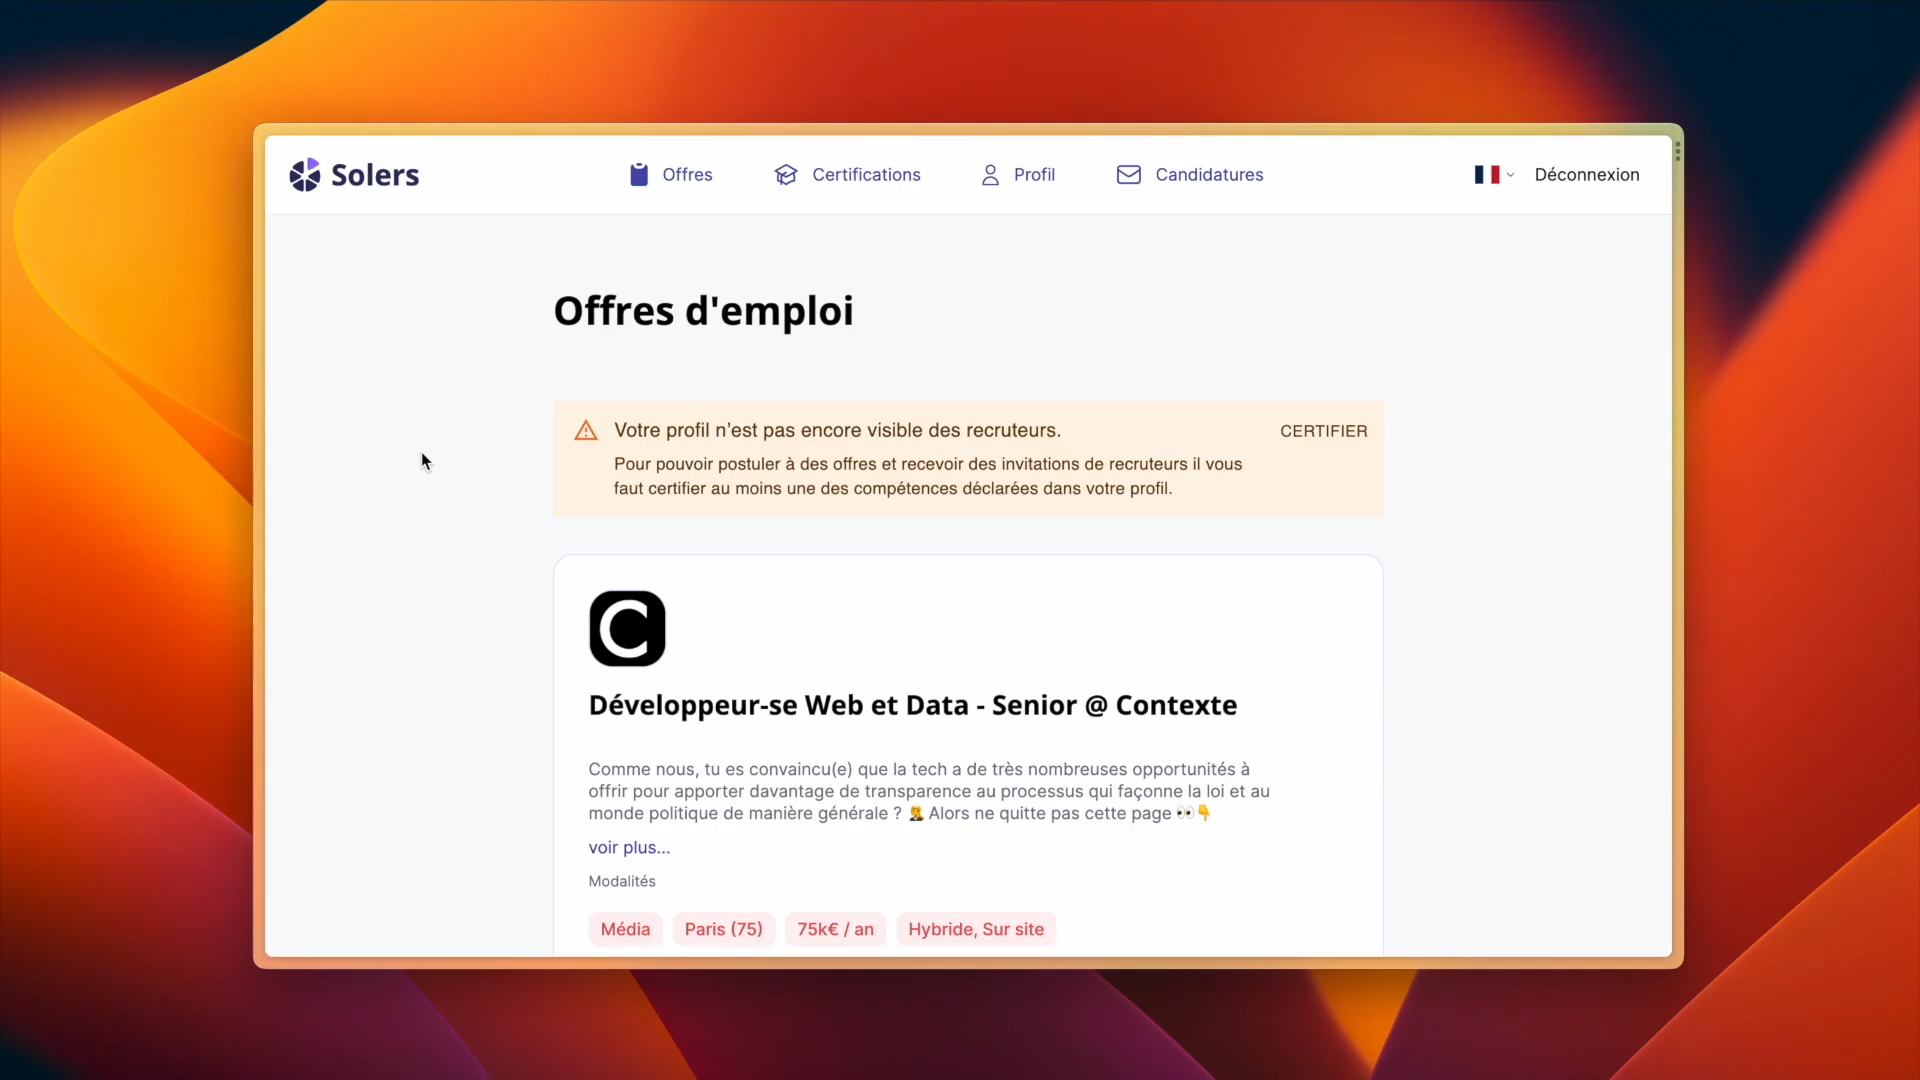 Solers
Offres
Certifications
Profil
Candidatures
Déconnexion
Offres d'emploi
Votre profil n’est pas encore visible des recruteurs.
CERTIFIER
Pour pouvoir postuler à des offres et recevoir des invitations de recruteurs il vous
faut certifier au moins une des compétences déclarées dans votre profil.
C
Développeur-se Web et Data - Senior @ Contexte
Comme nous, tu es convaincu(e) que la tech a de très nombreuses opportunités à
offrir pour apporter davantage de transparence au processus qui façonne la loi et au
monde politique de manière générale ? 🤵 Alors ne quitte pas cette page 👀👇
voir plus...
Modalités
Média
Paris (75)
75k€ / an
Hybride, Sur site